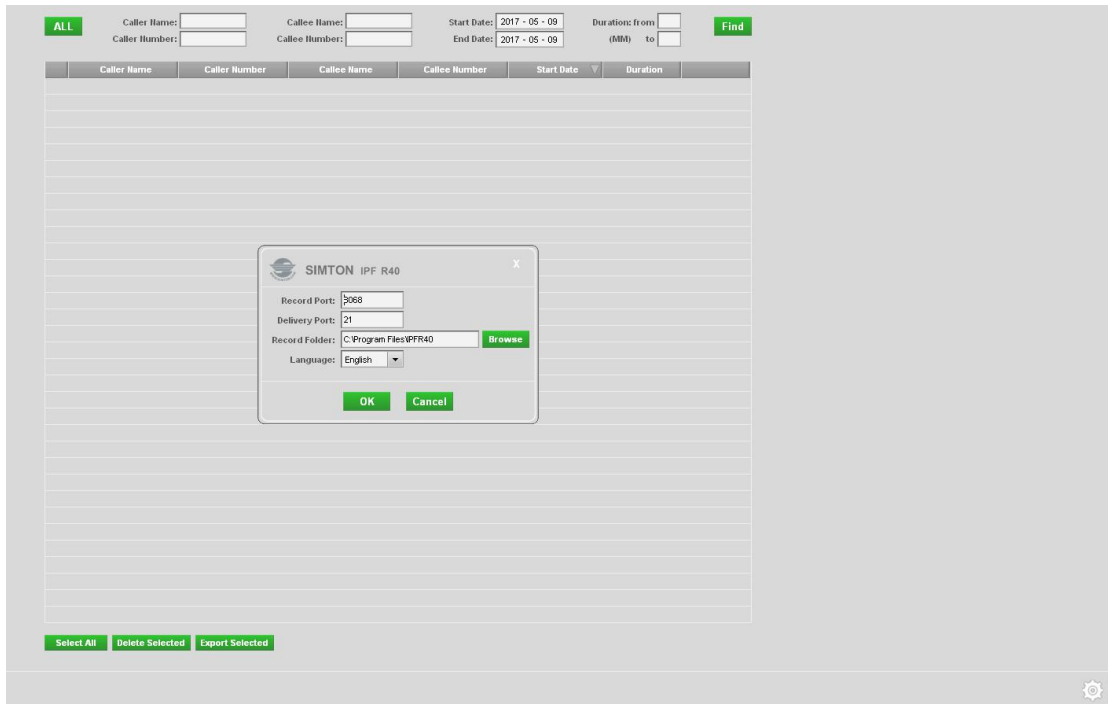 ALL Caller Name: Callee Name: Start Date: 2017 - 05 - 09 Duration: from Find
Caller Number: Callee Number: End Date: 2017 - 05 - 09 (MM) to
Caller Name Caller Number Callee Name Callee Number Start Date Duration
SIMTON IPF R40 X
Record Port: 3068
Delivery Port: 21
Record Folder: C:\Program Files\IPFR40 Browse
Language: English
OK Cancel
Select All Delete Selected Export Selected